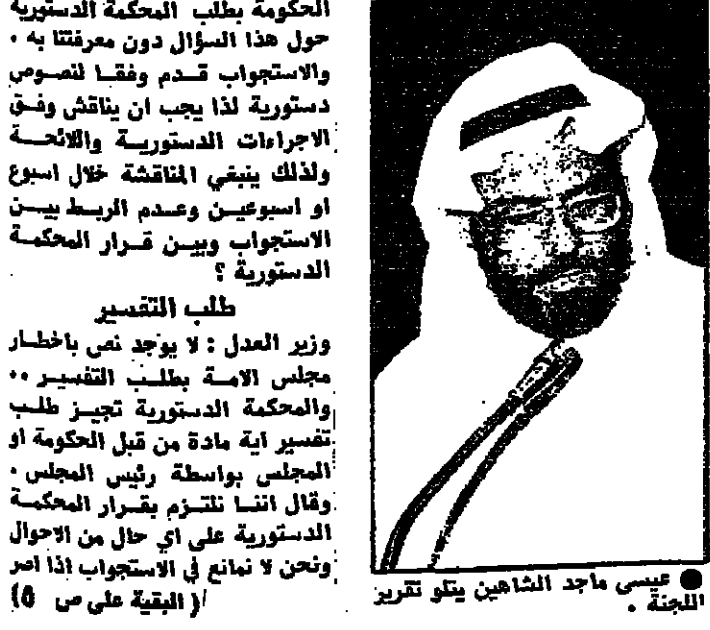 الحكومة بطلب المحكمة الدستورية
حول هذا السؤال دون معرفتنا به .
والاستجواب قدم وفقا لنصوص
دستورية لذا يجب ان يناقش وفق
الاجراءات الدستورية واللائحة
ولذلك ينبغي المناقشة خلال اسبوع
او اسبوعين وعدم الربط بين
الاستجواب وبين قرار المحكمة
الدستورية ؟
طلب التفسير
وزير العدل : لا يوجد نص باخطار
مجلس الامة بطلب التفسير ..
والمحكمة الدستورية تجيز طلب
تفسير اية مادة من قبل الحكومة او
المجلس بواسطة رئيس المجلس .
وقال اننا نلتزم بقرار المحكمة
الدستورية على اي حال من الاحوال
ونحن لا نمانع في الاستجواب اذا اصر
( البقية على ص ٥)
● عيسى ماجد الشاهين يتلو تقرير
اللجنة .